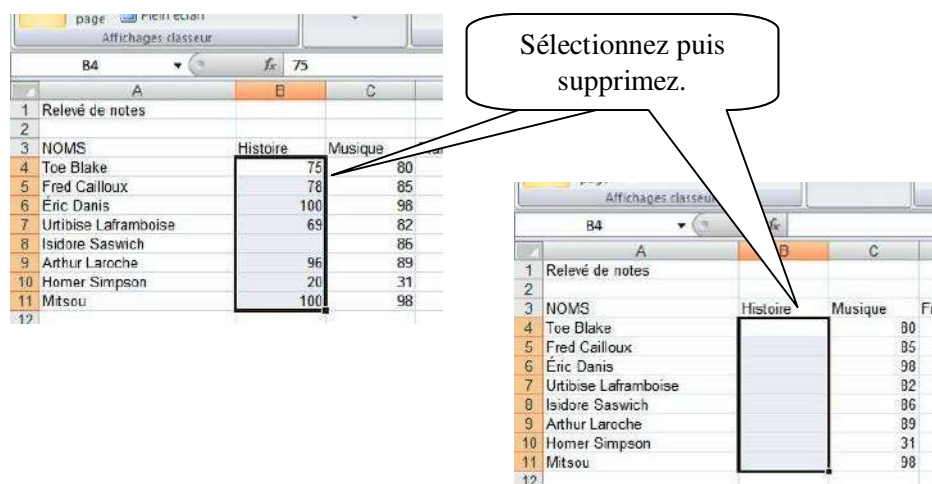 page Plein écran
Affichages classeur
B4 fx 75
A B C
1 Relevé de notes
2
3 NOMS Histoire Musique
4 Toe Blake 75 80
5 Fred Cailloux 78 85
6 Éric Danis 100 98
7 Urtibise Laframboise 69 82
8 Isidore Saswich 86
9 Arthur Laroche 96 89
10 Homer Simpson 20 31
11 Mitsou 100 98
12
Sélectionnez puis
supprimez.
Affichages classeur
B4 fx
A B C
1 Relevé de notes
2
3 NOMS Histoire Musique
4 Toe Blake 80
5 Fred Cailloux 85
6 Éric Danis 98
7 Urtibise Laframboise 82
8 Isidore Saswich 86
9 Arthur Laroche 89
10 Homer Simpson 31
11 Mitsou 98
12